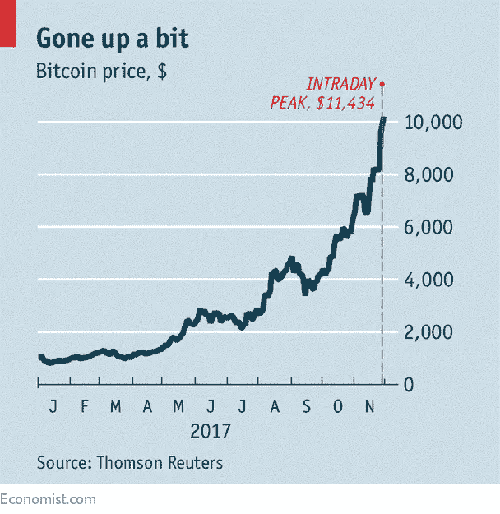 Gone up a bit
Bitcoin price, $
INTRADAY
PEAK, $11,434
10,000
8,000
6,000
4,000
2,000
0
J F M A M J J A S O N
2017
Source: Thomson Reuters
Economist.com